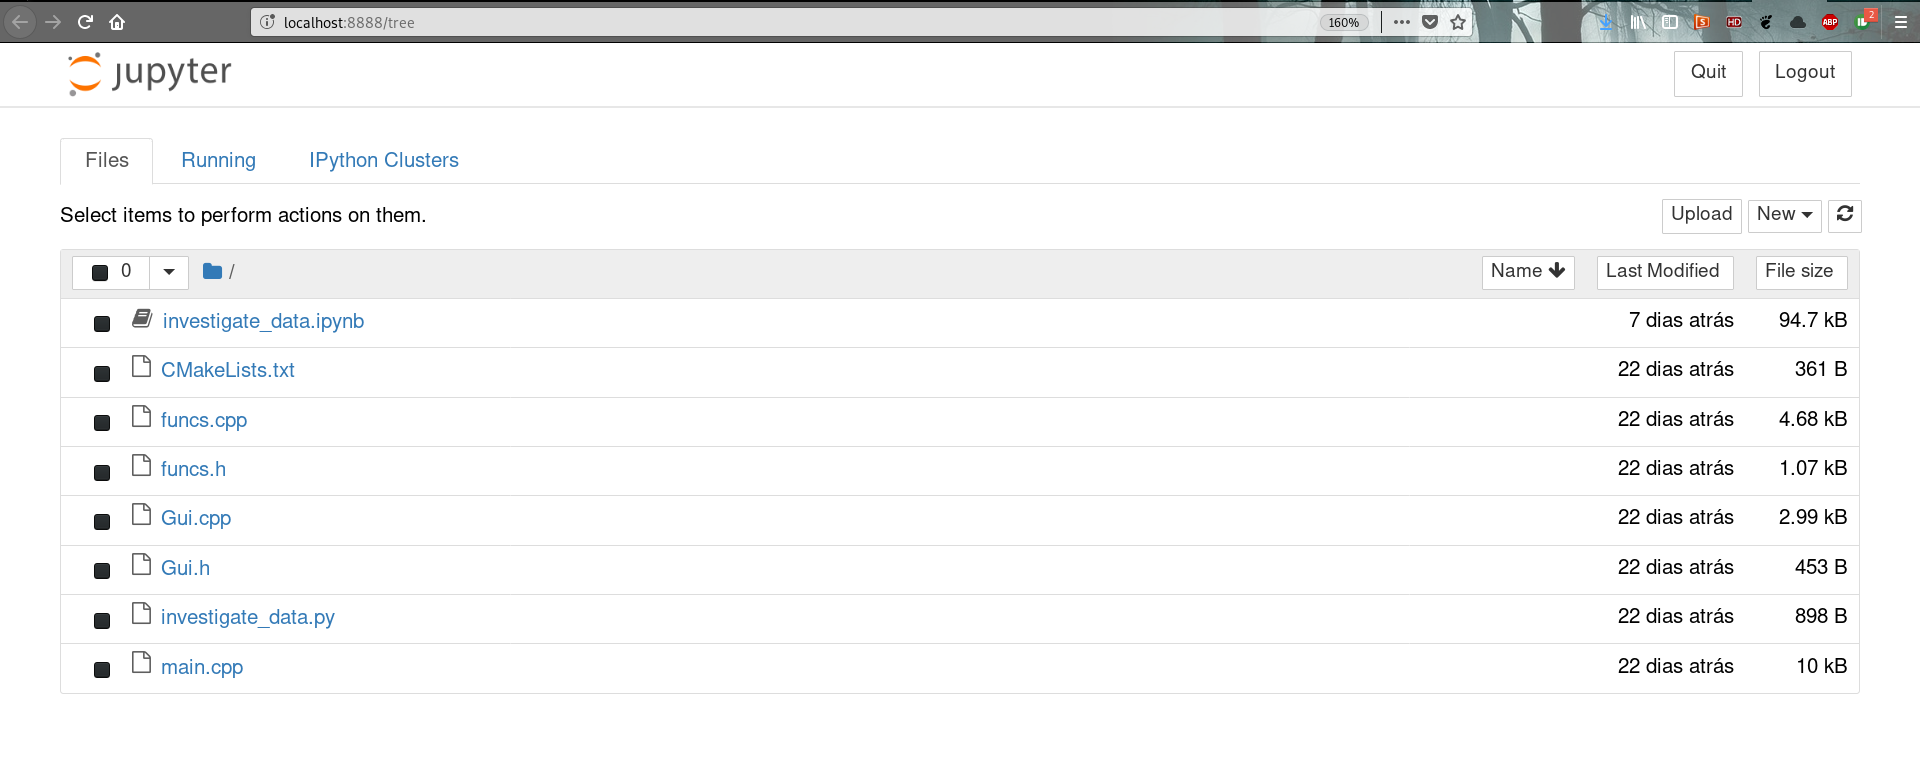 localhost:8888/tree 160% S HD ABP 2
jupyter Quit Logout
Files Running IPython Clusters
Select items to perform actions on them. Upload New
0 / Name Last Modified File size
investigate_data.ipynb 7 dias atrás 94.7 kB
CMakeLists.txt 22 dias atrás 361 B
funcs.cpp 22 dias atrás 4.68 kB
funcs.h 22 dias atrás 1.07 kB
Gui.cpp 22 dias atrás 2.99 kB
Gui.h 22 dias atrás 453 B
investigate_data.py 22 dias atrás 898 B
main.cpp 22 dias atrás 10 kB